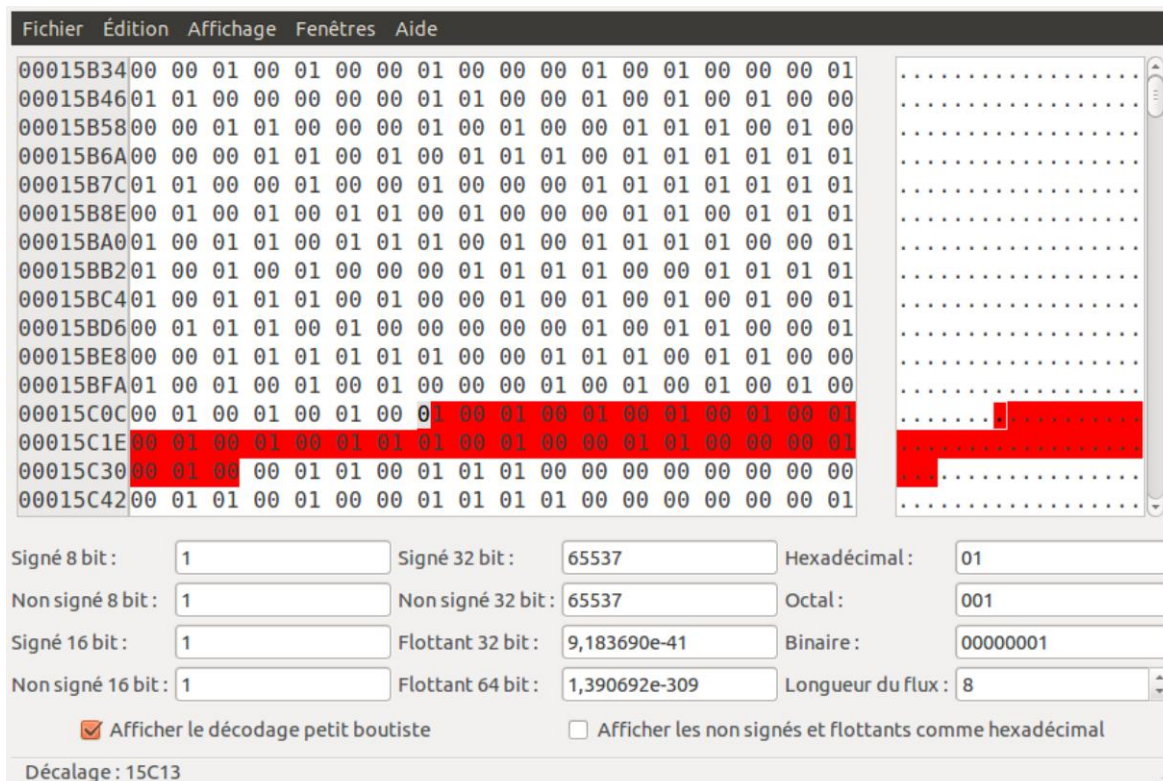 Fichier Édition Affichage Fenêtres Aide
00015B34 00 00 01 00 01 00 00 01 00 00 00 01 00 01 00 00 00 01 ..................
00015B46 01 01 00 00 00 00 00 01 01 00 00 01 00 01 00 01 00 00 ..................
00015B58 00 00 01 01 00 00 00 01 00 01 00 00 01 01 01 00 01 00 ..................
00015B6A 00 00 00 01 01 00 01 00 01 01 01 00 01 01 01 01 01 01 ..................
00015B7C 01 01 00 00 01 00 00 01 00 00 00 01 01 01 01 01 01 01 ..................
00015B8E 00 01 00 01 00 01 01 00 01 00 00 00 01 01 00 01 01 01 ..................
00015BA0 01 00 01 01 00 01 01 01 00 01 00 01 01 01 01 00 00 01 ..................
00015BB2 01 00 01 00 01 00 00 00 01 01 01 01 00 00 01 01 01 01 ..................
00015BC4 01 00 01 01 01 00 01 00 00 01 00 01 00 01 00 00 01 00 ..................
00015BD6 00 01 01 01 00 01 00 00 00 00 00 01 00 01 01 00 00 01 ..................
00015BE8 00 00 01 01 01 01 01 01 00 00 01 01 01 00 01 01 00 00 ..................
00015BFA 01 00 01 00 01 00 01 00 00 00 01 00 01 00 01 00 01 00 ..................
00015C0C 00 01 00 01 00 01 00 01 00 01 00 01 00 01 00 01 00 01 ..................
00015C1E 00 01 00 01 00 01 01 01 00 01 00 01 00 01 00 00 00 01 ..................
00015C30 00 01 00 00 01 01 00 01 01 01 00 00 00 00 00 00 00 00 ..................
00015C42 00 01 01 00 01 00 00 01 01 01 01 00 00 00 00 00 00 01 ..................
Signé 8 bit : 1 Signé 32 bit : 65537 Hexadécimal : 01
Non signé 8 bit : 1 Non signé 32 bit : 65537 Octal : 001
Signé 16 bit : 1 Flottant 32 bit : 9,183690e-41 Binaire : 00000001
Non signé 16 bit : 1 Flottant 64 bit : 1,390692e-309 Longueur du flux : 8
Afficher le décodage petit boutiste Afficher les non signés et flottants comme hexadécimal
Décalage : 15C13